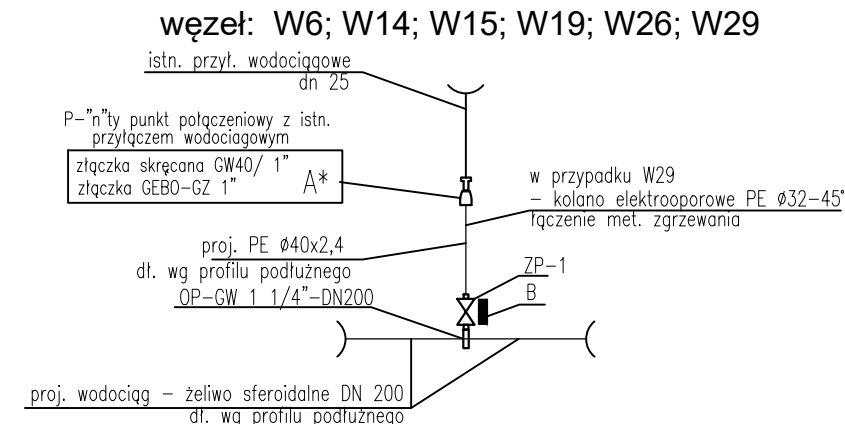 węzeł: W6; W14; W15; W19; W26; W29
istn. przył. wodociągowe
dn 25
P-"n"ty punkt połączeniowy z istn.
przyłączem wodociagowym
złączka skręcana GW40/ 1"
złączka GEBO-GZ 1"
A*
w przypadku W29
- kolano elektrooporowe PE ø32-45°
łączenie met. zgrzewania
proj. PE ø40x2,4
dł. wg profilu podłużnego
ZP-1
OP-GW 1 1/4"-DN200
B
proj. wodociąg - żeliwo sferoidalne DN 200
dł. wg profilu podłużnego